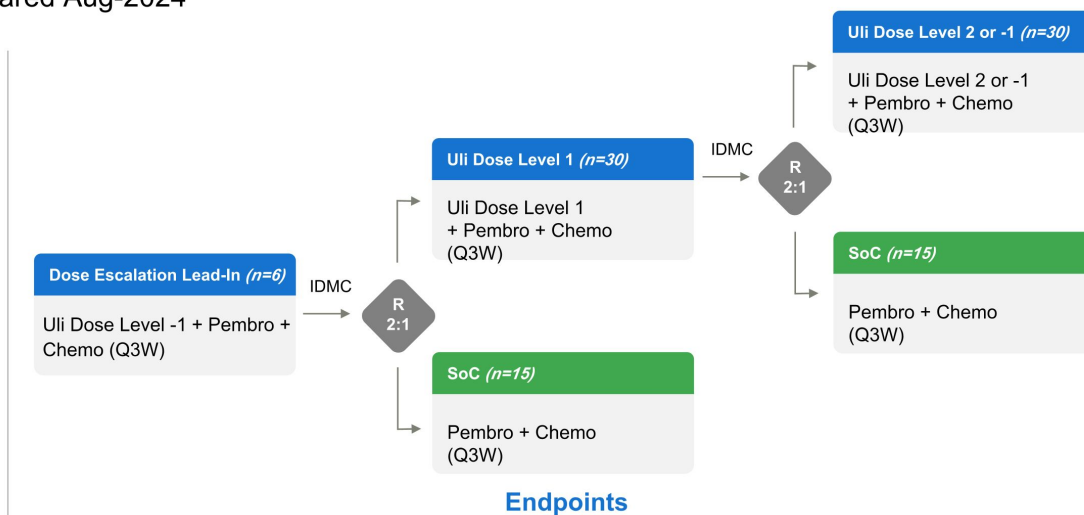 Aug-2024
Dose Escalation Lead-In (n=6)
Uli Dose Level -1 + Pembro +
Chemo (Q3W)
IDMC
R
2:1
Uli Dose Level 1 (n=30)
Uli Dose Level 1
+ Pembro + Chemo
(Q3W)
SoC (n=15)
Pembro + Chemo
(Q3W)
IDMC
R
2:1
Uli Dose Level 2 or -1 (n=30)
Uli Dose Level 2 or -1
+ Pembro + Chemo
(Q3W)
SoC (n=15)
Pembro + Chemo
(Q3W)
Endpoints